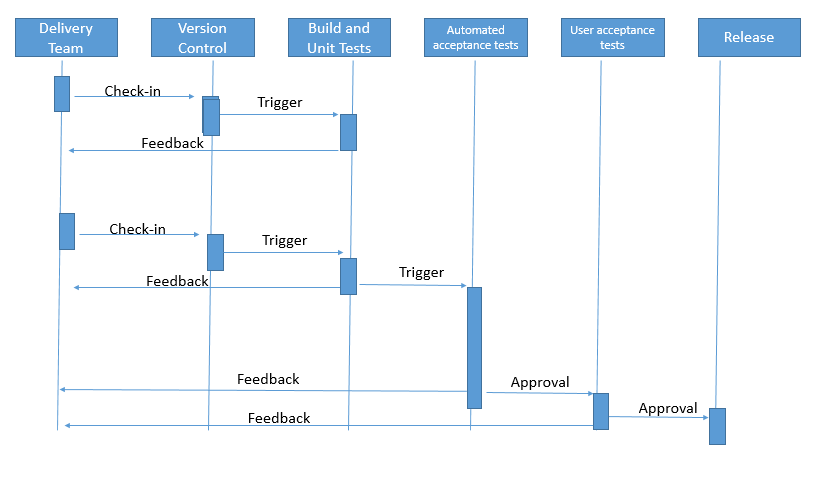 Delivery
Team
Version
Control
Build and
Unit Tests
Automated
acceptance tests
User acceptance
tests
Release
Check-in
Trigger
Feedback
Check-in
Trigger
Trigger
Feedback
Feedback
Approval
Approval
Feedback